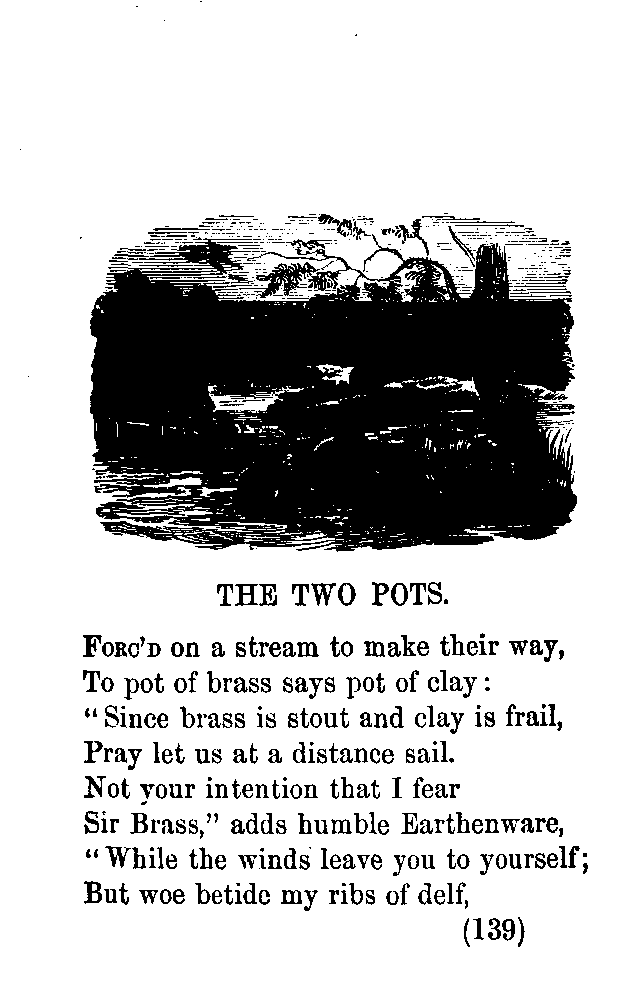 THE TWO POTS.
FORC'D on a stream to make their way,
To pot of brass says pot of clay:
"Since brass is stout and clay is frail,
Pray let us at a distance sail.
Not your intention that I fear
Sir Brass," adds humble Earthenware,
"While the winds leave you to yourself;
But woe betide my ribs of delf,
(139)